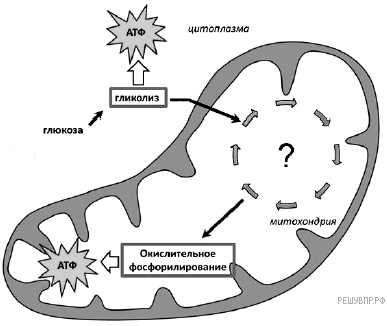 АТФ
цитоплазма
гликолиз
глюкоза
?
митохондрия
Окислительное
фосфорилирование
АТФ
РЕШУВПР.РФ